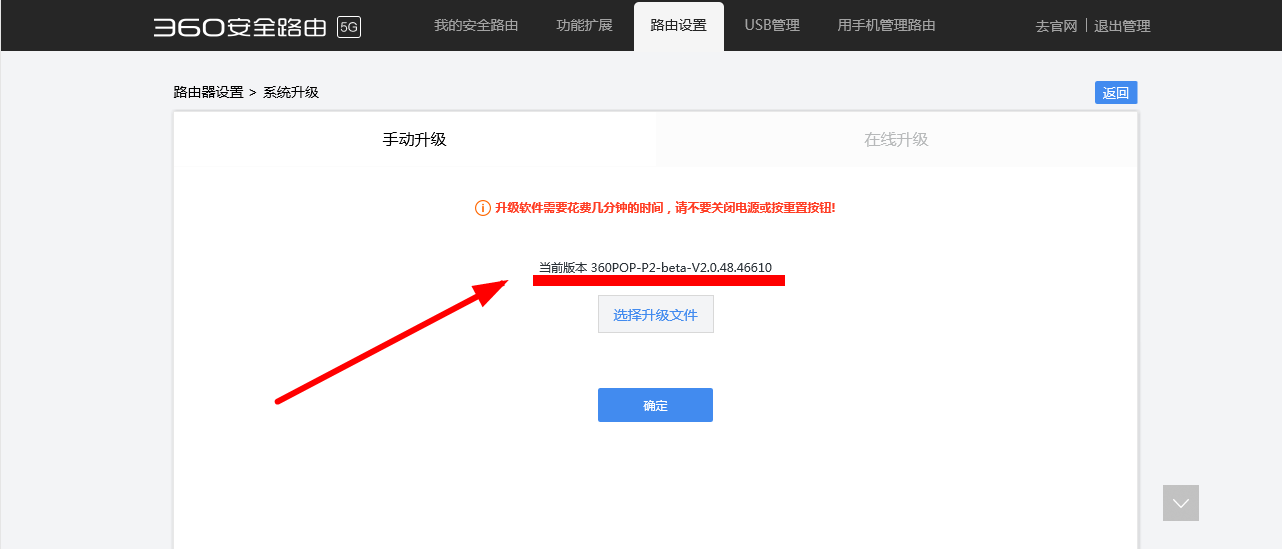 360安全路由 5G 我的安全路由 功能扩展 路由设置 USB管理 用手机管理路由 去官网 | 退出管理
路由器设置 > 系统升级 返回
手动升级 在线升级
升级软件需要花费几分钟的时间，请不要关闭电源或按重置按钮!
当前版本 360POP-P2-beta-V2.0.48.46610
选择升级文件
确定